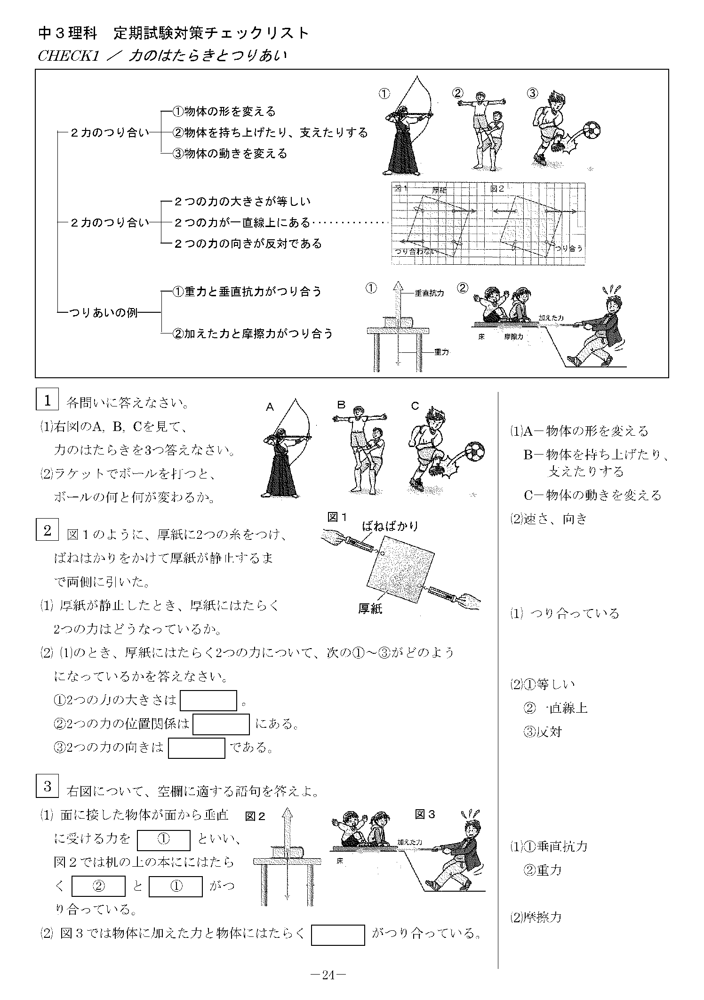 中３理科　定期試験対策チェックリスト
CHECK1 ／ 力のはたらきとつりあい
①物体の形を変える
２力のつり合い
②物体を持ち上げたり、支えたりする
③物体の動きを変える
① ② ③
２つの力の大きさが等しい
２力のつり合い
２つの力が一直線上にある‥‥‥‥‥‥‥
２つの力の向きが反対である
図１ 厚紙 図２
つり合わない つり合う
①重力と垂直抗力がつり合う
つりあいの例
②加えた力と摩擦力がつり合う
① 垂直抗力
重力
② 加えた力
床 摩擦力
1 各問いに答えなさい。
(1)右図のA, B, Cを見て、
力のはたらきを3つ答えなさい。
(2)ラケットでボールを打つと、
ボールの何と何が変わるか。
A B C
2 図１のように、厚紙に2つの糸をつけ、
ばねはかりをかけて厚紙が静止するま
で両側に引いた。
(1) 厚紙が静止したとき、厚紙にはたらく
2つの力はどうなっているか。
図１
ばねばかり
厚紙
(2) (1)のとき、厚紙にはたらく2つの力について、次の①～③がどのよう
になっているかを答えなさい。
①2つの力の大きさは 。
②2つの力の位置関係は にある。
③2つの力の向きは である。
3 右図について、空欄に適する語句を答えよ。
(1) 面に接した物体が面から垂直
に受ける力を ① といい、
図２では机の上の本ににはたら
く ② と ① がつ
り合っている。
図２
図３
加えた力
床
(2) 図３では物体に加えた力と物体にはたらく がつり合っている。
(1)A－物体の形を変える
B－物体を持ち上げたり、
支えたりする
C－物体の動きを変える
(2)速さ、向き
(1) つり合っている
(2)①等しい
②一直線上
③反対
(1)①垂直抗力
②重力
(2)摩擦力
－24－